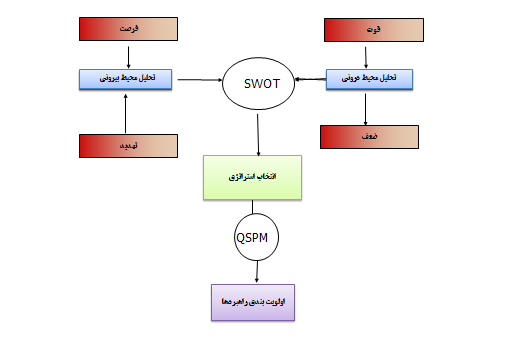 قوت
فرصت
تحلیل محیط درونی
SWOT
تحلیل محیط بیرونی
ضعف
تهدید
انتخاب استراتژی
QSPM
اولویت بندی راهبردها